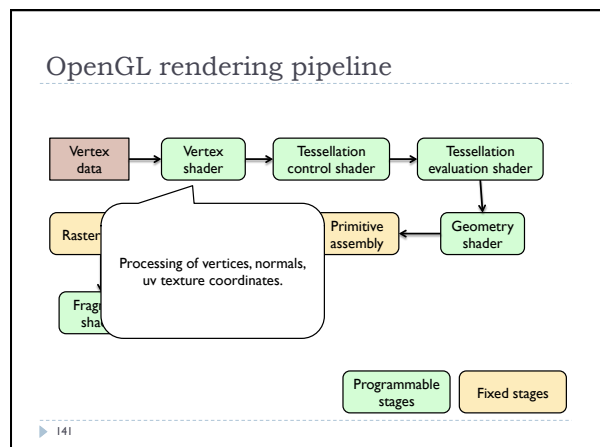 OpenGL rendering pipeline
Vertex
data
Vertex
shader
Tessellation
control shader
Tessellation
evaluation shader
Geometry
shader
Primitive
assembly
Processing of vertices, normals,
uv texture coordinates.
Programmable
stages
Fixed stages
141